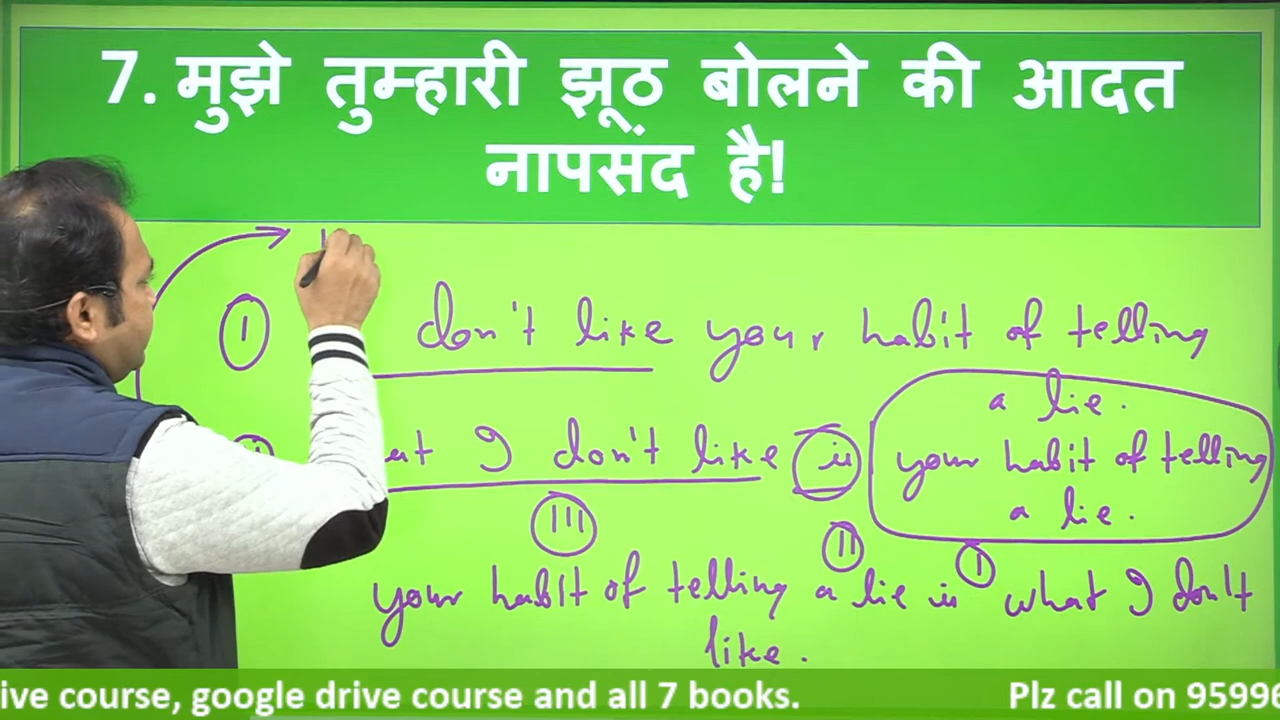 7. मुझे तुम्हारी झूठ बोलने की आदत
नापसंद है!
I don't like your habit of telling
a lie.
at I don't like is your habit of telling
a lie.
III
II
I
your habit of telling a lie is what I don't
like.
ive course, google drive course and all 7 books. Plz call on 95996